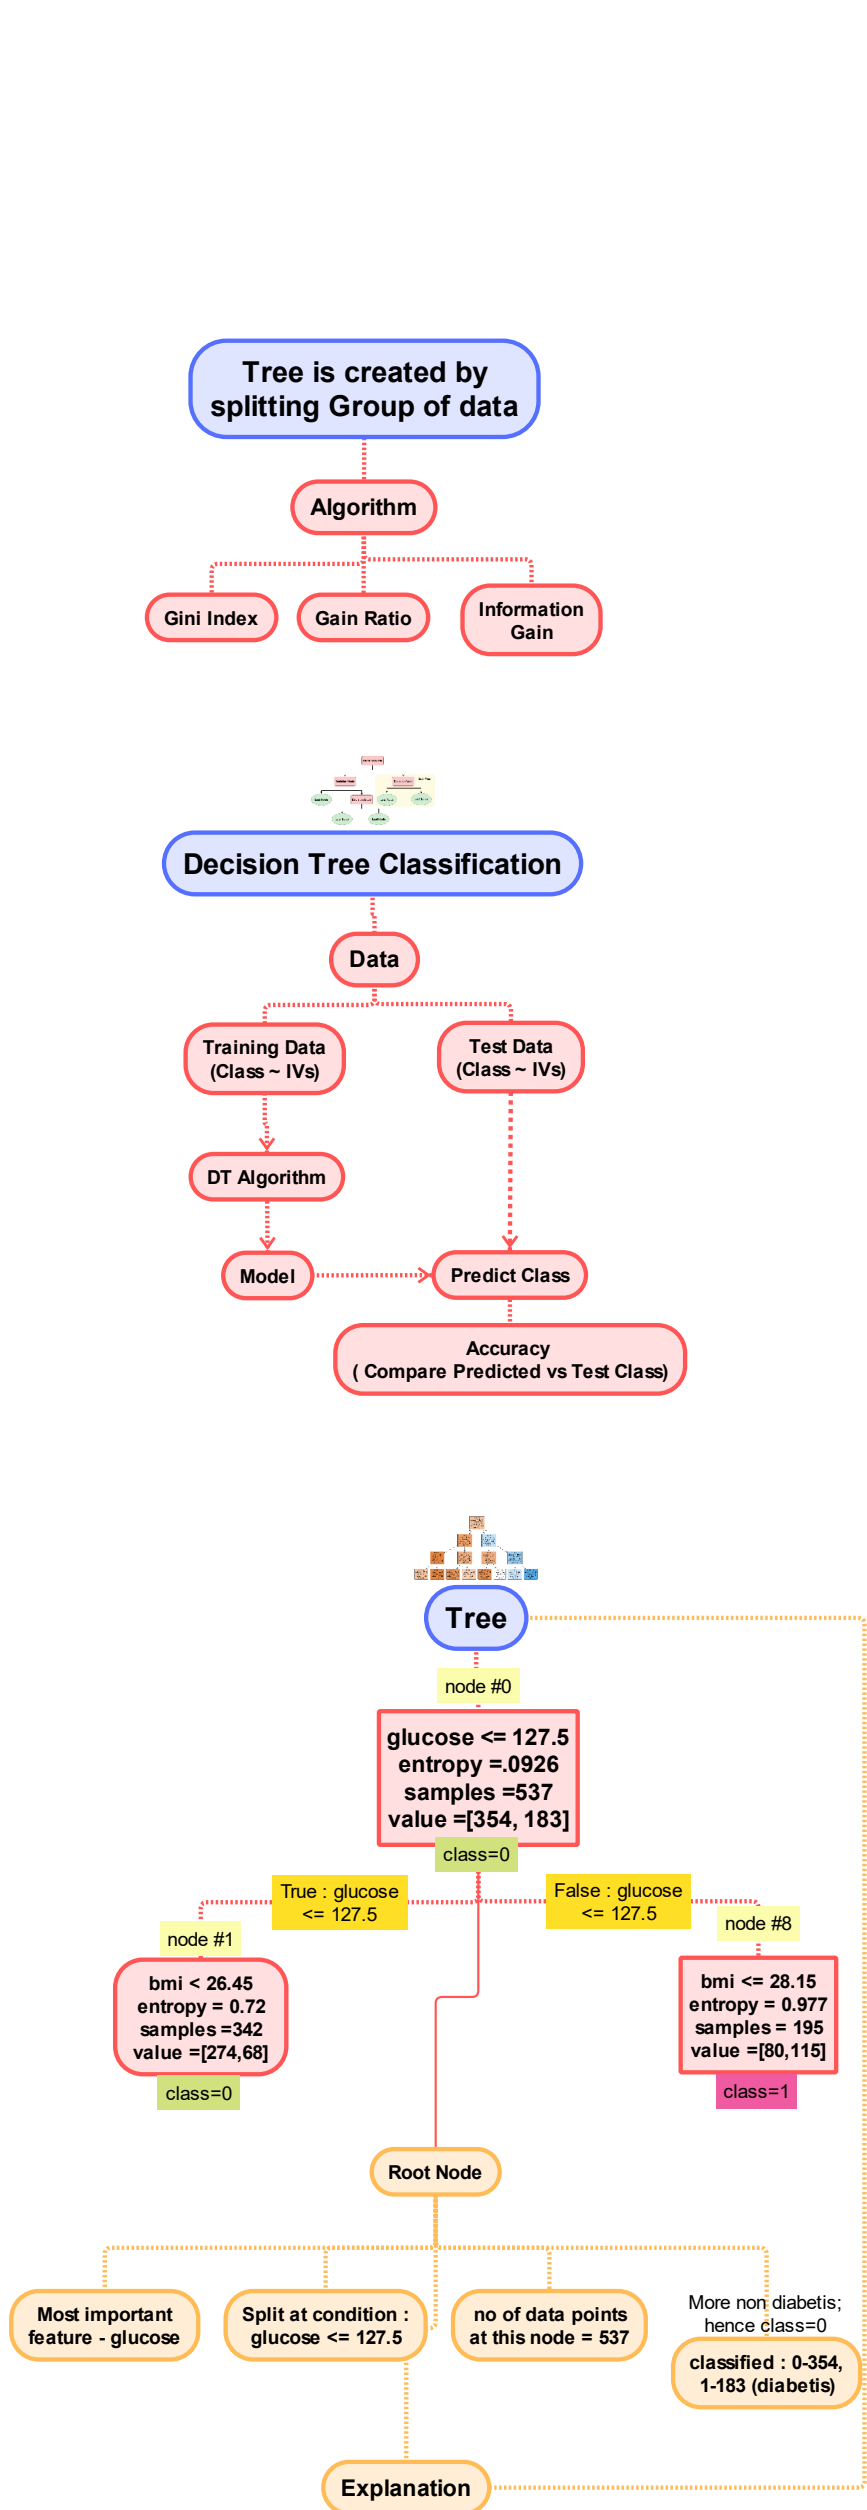 Tree is created by
splitting Group of data
Algorithm
Gini Index
Gain Ratio
Information
Gain
Decision Tree Classification
Data
Training Data
(Class ~ IVs)
Test Data
(Class ~ IVs)
DT Algorithm
Model
Predict Class
Accuracy
( Compare Predicted vs Test Class)
Tree
node #0
glucose <= 127.5
entropy =.0926
samples =537
value =[354, 183]
class=0
True : glucose
<= 127.5
False : glucose
<= 127.5
node #1
bmi < 26.45
entropy = 0.72
samples =342
value =[274,68]
class=0
node #8
bmi <= 28.15
entropy = 0.977
samples = 195
value =[80,115]
class=1
Root Node
Most important
feature - glucose
Split at condition :
glucose <= 127.5
no of data points
at this node = 537
More non diabetis;
hence class=0
classified : 0-354,
1-183 (diabetis)
Explanation